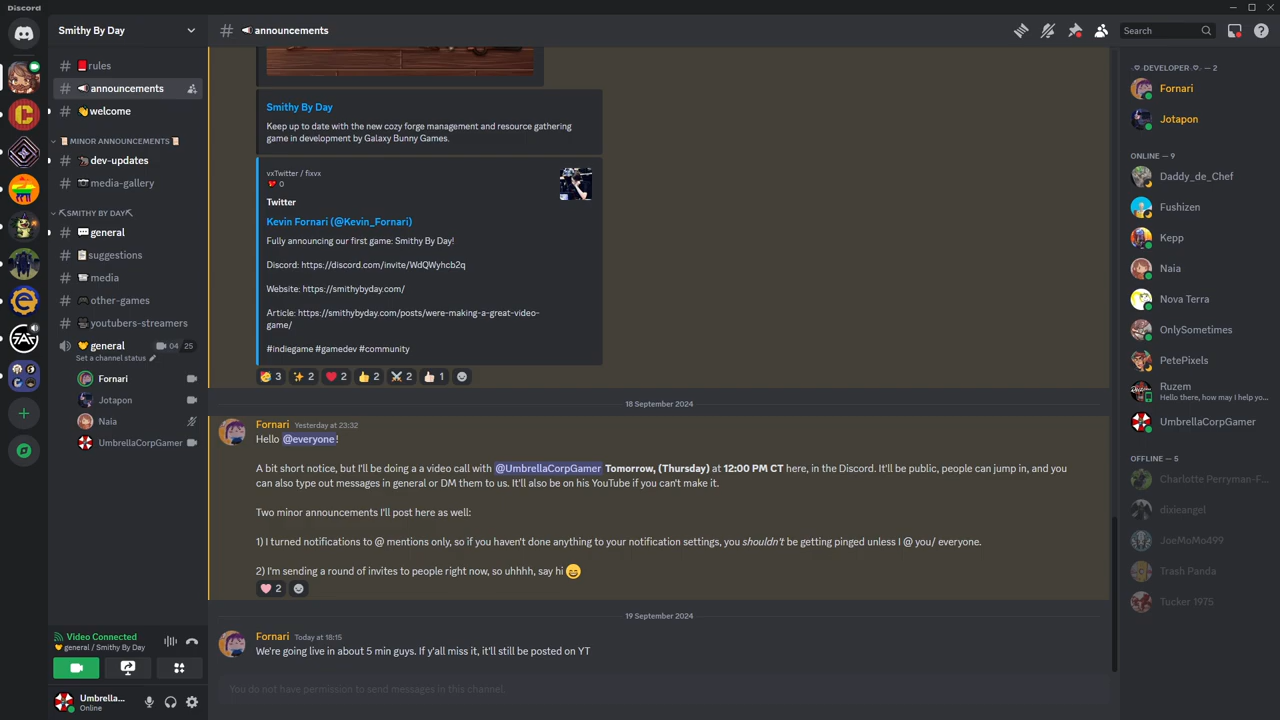 Discord
Smithy By Day
rules
announcements
welcome
MINOR ANNOUNCEMENTS
dev-updates
media-gallery
SMITHY BY DAY
general
suggestions
media
other-games
youtubers-streamers
general 04 25
Set a channel status
Fornari
Jotapon
Naia
UmbrellaCorpGamer
Video Connected
general / Smithy By Day
Umbrella...
Online
# announcements
Search
Smithy By Day
Keep up to date with the new cozy forge management and resource gathering
game in development by Galaxy Bunny Games.
vxTwitter / fixvx
0
Twitter
Kevin Fornari (@Kevin_Fornari)
Fully announcing our first game: Smithy By Day!
Discord: https://discord.com/invite/WdQWyhcb2q
Website: https://smithybyday.com/
Article: https://smithybyday.com/posts/were-making-a-great-video-
game/
#indiegame #gamedev #community
3 2 2 2 2 1
18 September 2024
Fornari Yesterday at 23:32
Hello @everyone!
A bit short notice, but I'll be doing a a video call with @UmbrellaCorpGamer Tomorrow, (Thursday) at 12:00 PM CT here, in the Discord. It'll be public, people can jump in, and you
can also type out messages in general or DM them to us. It'll also be on his YouTube if you can't make it.
Two minor announcements I'll post here as well:
1) I turned notifications to @ mentions only, so if you haven't done anything to your notification settings, you shouldn't be getting pinged unless I @ you/ everyone.
2) I'm sending a round of invites to people right now, so uhhhh, say hi
2
19 September 2024
Fornari Today at 18:15
We're going live in about 5 min guys. If y'all miss it, it'll still be posted on YT
You do not have permission to send messages in this channel.
DEVELOPER — 2
Fornari
Jotapon
ONLINE — 9
Daddy_de_Chef
Fushizen
Kepp
Naia
Nova Terra
OnlySometimes
PetePixels
Ruzem
Hello there, how may I help yo...
UmbrellaCorpGamer
OFFLINE — 5
Charlotte Perryman-F...
dixieangel
JoeMoMo499
Trash Panda
Tucker 1975